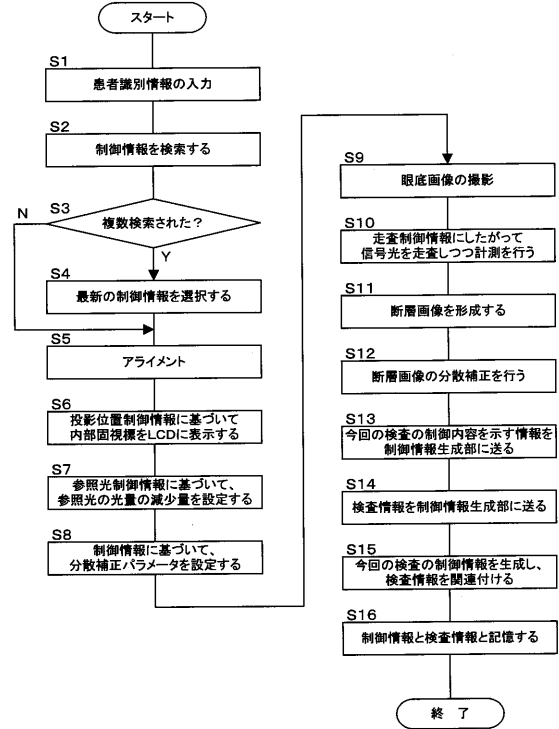 スタート
S1
患者識別情報の入力
S2
制御情報を検索する
S3
N
複数検索された？
Y
S4
最新の制御情報を選択する
S5
アライメント
S6
投影位置制御情報に基づいて
内部固視標をLCDに表示する
S7
参照光制御情報に基づいて、
参照光の光量の減少量を設定する
S8
制御情報に基づいて、
分散補正パラメータを設定する
S9
眼底画像の撮影
S10
走査制御情報にしたがって
信号光を走査しつつ計測を行う
S11
断層画像を形成する
S12
断層画像の分散補正を行う
S13
今回の検査の制御内容を示す情報を
制御情報生成部に送る
S14
検査情報を制御情報生成部に送る
S15
今回の検査の制御情報を生成し、
検査情報を関連付ける
S16
制御情報と検査情報と記憶する
終 了